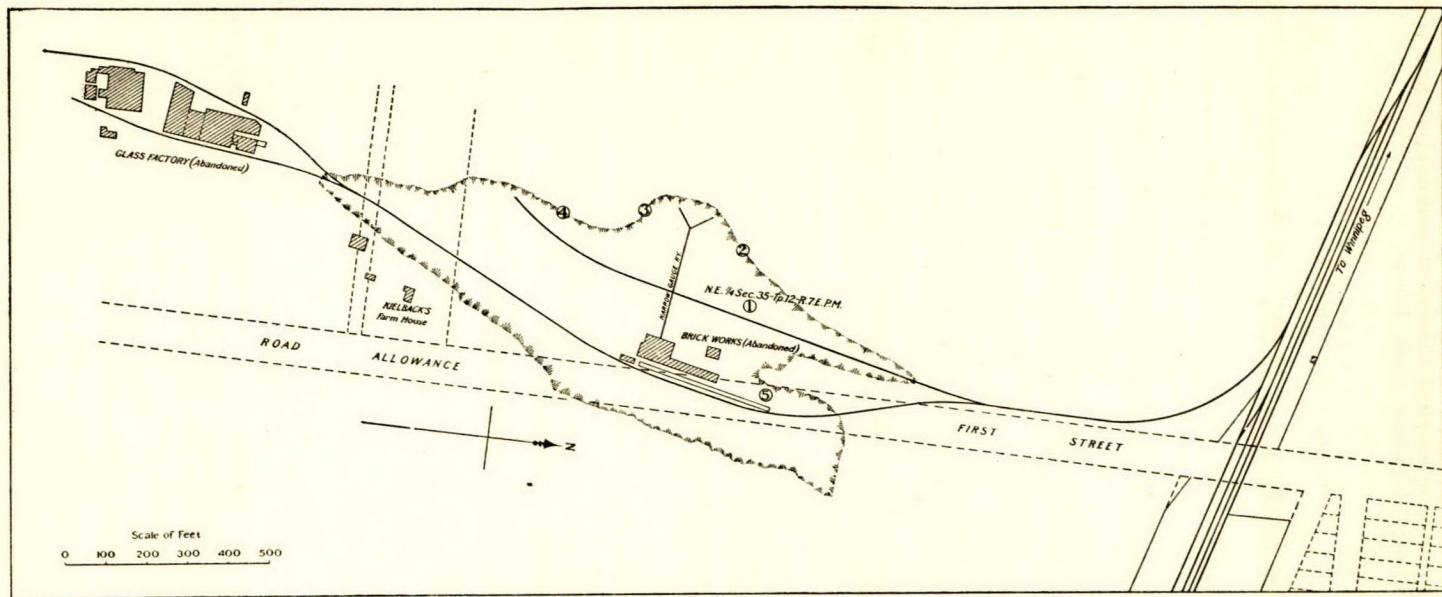 GLASS FACTORY (Abandoned)
④
③
②
TO Winnipeg
NARROW GAUGE RY
N.E. ¼ Sec. 35-Tp. 12-R. 7. E. P. M.
①
KIELBACK'S
Farm House
BRICK WORKS (Abandoned)
ROAD ALLOWANCE
⑤
FIRST STREET
N
Scale of Feet
0 100 200 300 400 500